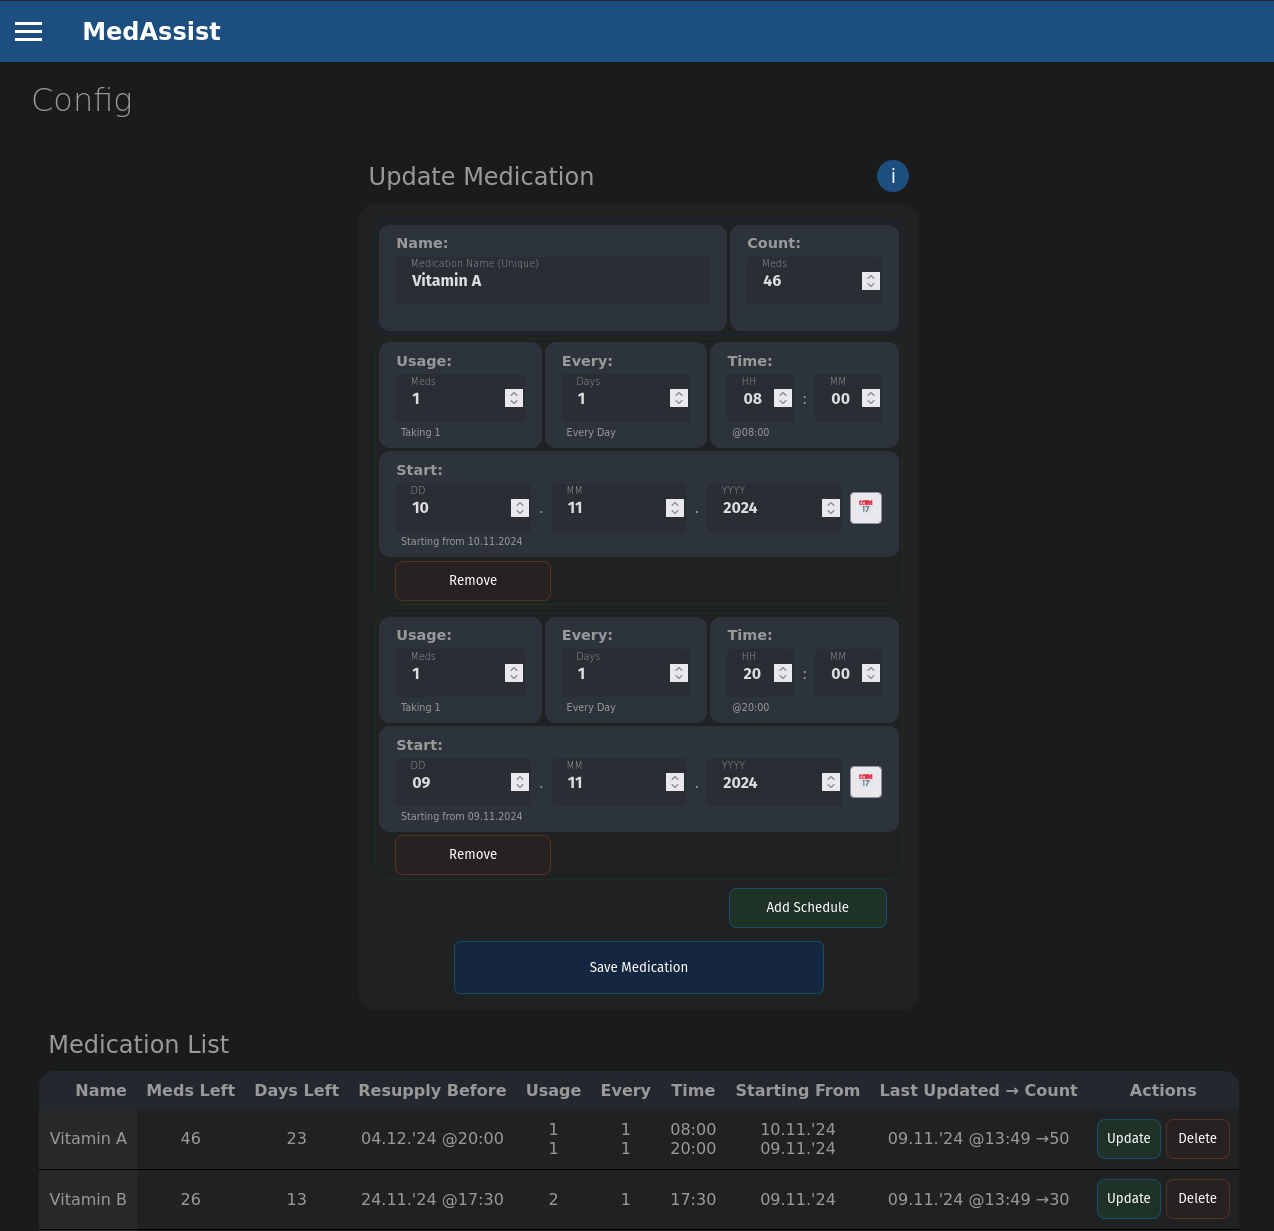 MedAssist
Config
Update Medication
i
Name: Count:
Medication Name (Unique) Meds
Vitamin A 46
Usage: Every: Time:
Meds Days HH MM
1 1 08 : 00
Taking 1 Every Day @08:00
Start:
DD MM YYYY
10 . 11 . 2024 17
Starting from 10.11.2024
Remove
Usage: Every: Time:
Meds Days HH MM
1 1 20 : 00
Taking 1 Every Day @20:00
Start:
DD MM YYYY
09 . 11 . 2024 17
Starting from 09.11.2024
Remove
Add Schedule
Save Medication
Medication List
Name Meds Left Days Left Resupply Before Usage Every Time Starting From Last Updated → Count Actions
1 1 08:00 10.11.'24
Vitamin A 46 23 04.12.'24 @20:00 09.11.'24 @13:49 →50 Update Delete
1 1 20:00 09.11.'24
Vitamin B 26 13 24.11.'24 @17:30 2 1 17:30 09.11.'24 09.11.'24 @13:49 →30 Update Delete